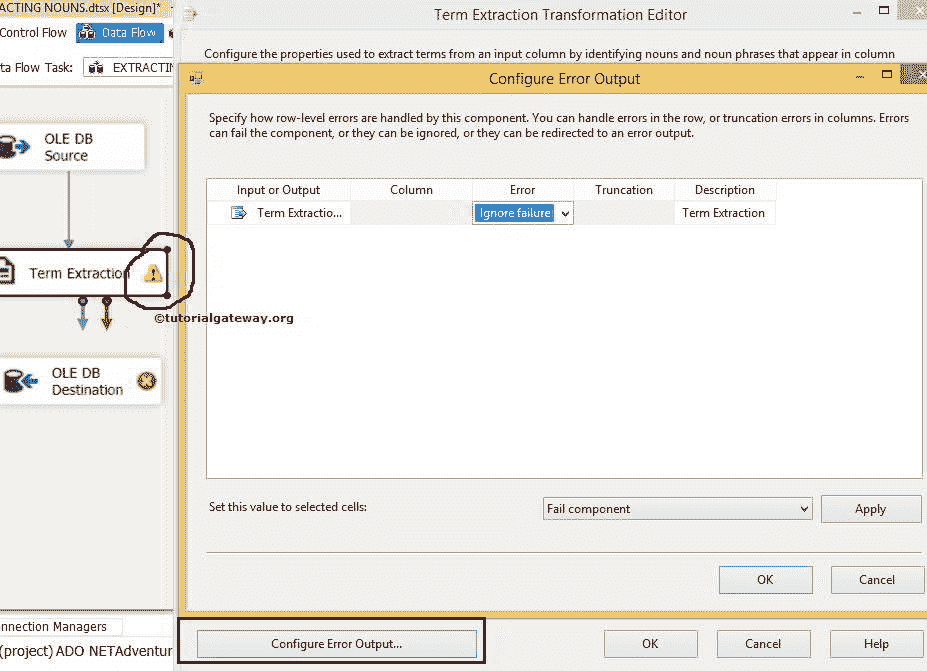 ACTING NOUNS.dtsx [Design]*
Term Extraction Transformation Editor
Control Flow
Data Flow
Configure the properties used to extract terms from an input column by identifying nouns and noun phrases that appear in column
ta Flow Task:
EXTRACTIN
Configure Error Output
Specify how row-level errors are handled by this component. You can handle errors in the row, or truncation errors in columns. Errors
can fail the component, or they can be ignored, or they can be redirected to an error output.
OLE DB
Source
Input or Output
Column
Error
Truncation
Description
Term Extractio...
Ignore failure
Term Extraction
Term Extraction
©tutorialgateway.org
OLE DB
Destination
Set this value to selected cells:
Fail component
Apply
OK
Cancel
nnection Managers
Configure Error Output...
OK
Cancel
Help
(project) ADO NETAdventur